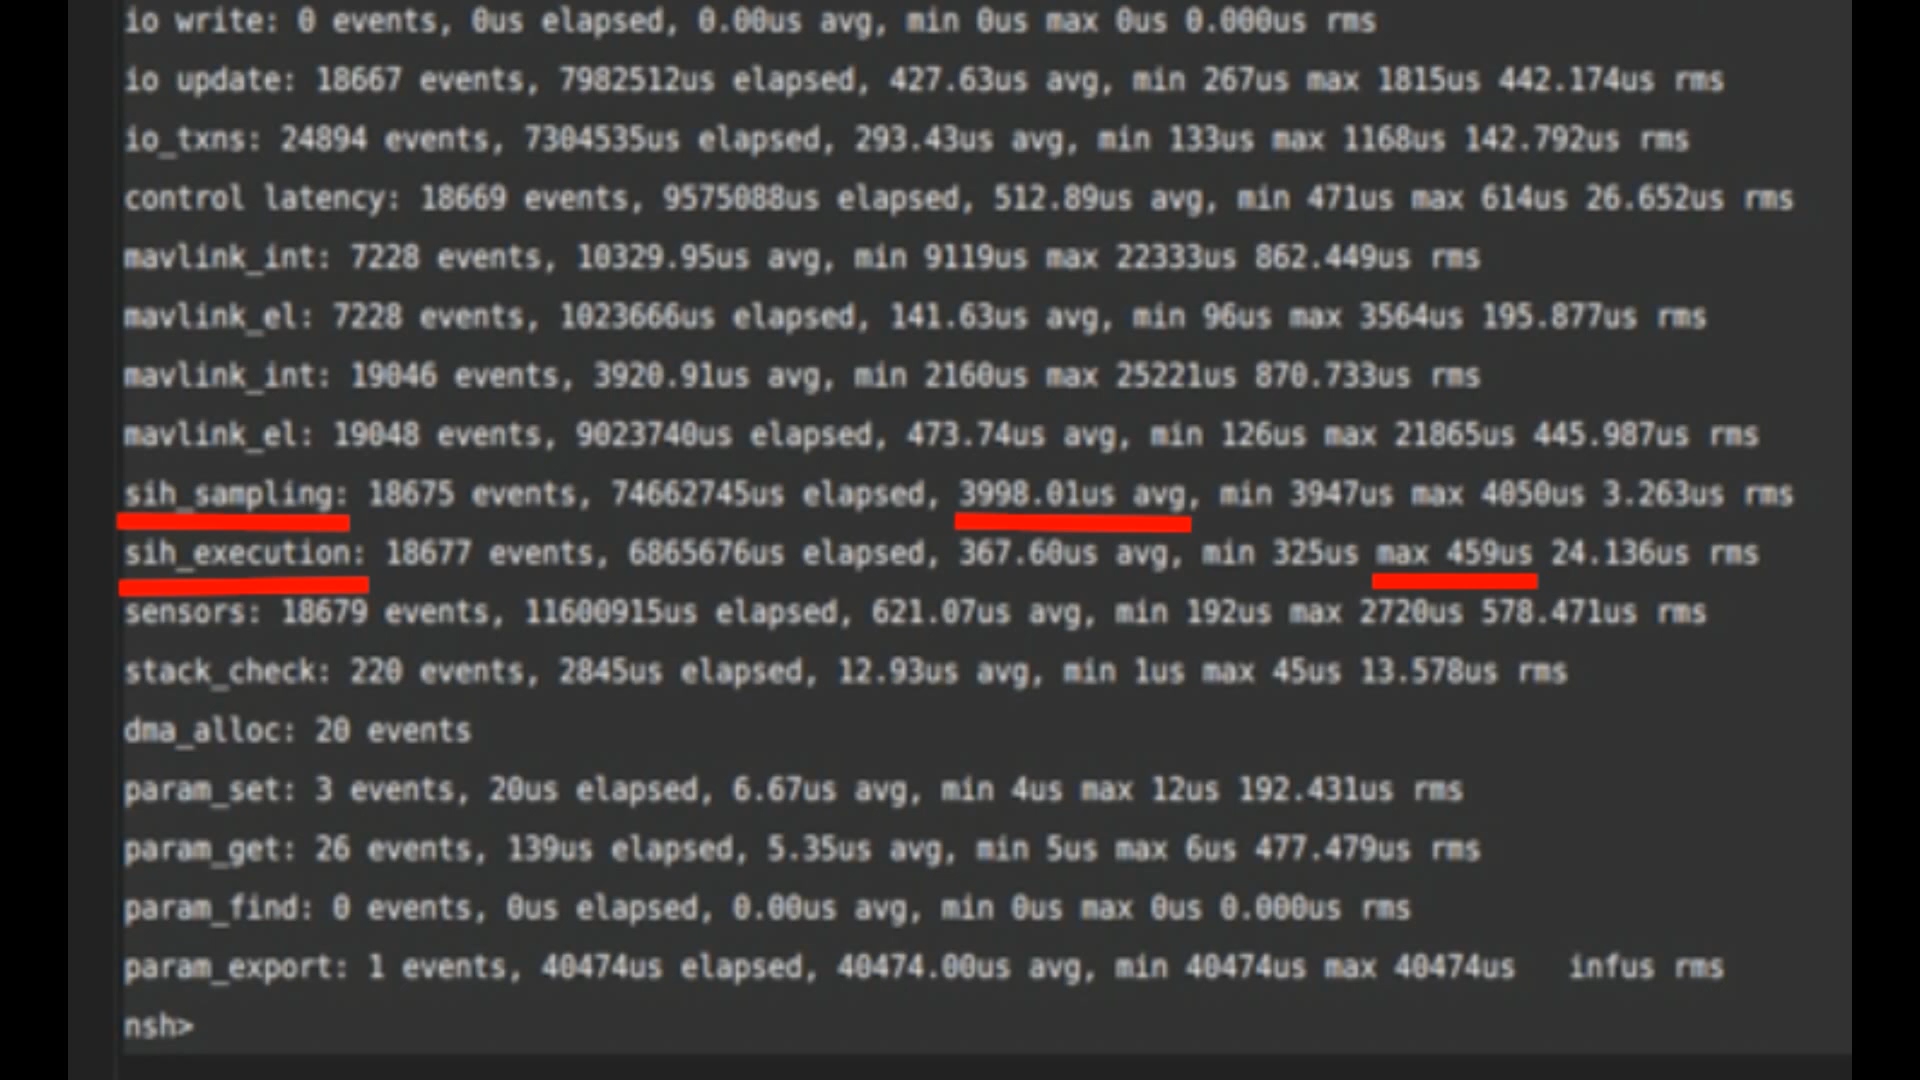 io write: 0 events, 0us elapsed, 0.00us avg, min 0us max 0us 0.000us rms
io update: 18667 events, 7982512us elapsed, 427.63us avg, min 267us max 1815us 442.174us rms
io_txns: 24894 events, 7304535us elapsed, 293.43us avg, min 133us max 1168us 142.792us rms
control latency: 18669 events, 9575088us elapsed, 512.89us avg, min 471us max 614us 26.652us rms
mavlink_int: 7228 events, 10329.95us avg, min 9119us max 22333us 862.449us rms
mavlink_el: 7228 events, 1023666us elapsed, 141.63us avg, min 96us max 3564us 195.877us rms
mavlink_int: 19046 events, 3920.91us avg, min 2160us max 25221us 870.733us rms
mavlink_el: 19048 events, 9023740us elapsed, 473.74us avg, min 126us max 21865us 445.987us rms
sih_sampling: 18675 events, 74662745us elapsed, 3998.01us avg, min 3947us max 4050us 3.263us rms
sih_execution: 18677 events, 6865676us elapsed, 367.60us avg, min 325us max 459us 24.136us rms
sensors: 18679 events, 11600915us elapsed, 621.07us avg, min 192us max 2720us 578.471us rms
stack_check: 220 events, 2845us elapsed, 12.93us avg, min 1us max 45us 13.578us rms
dma_alloc: 20 events
param_set: 3 events, 20us elapsed, 6.67us avg, min 4us max 12us 192.431us rms
param_get: 26 events, 139us elapsed, 5.35us avg, min 5us max 6us 477.479us rms
param_find: 0 events, 0us elapsed, 0.00us avg, min 0us max 0us 0.000us rms
param_export: 1 events, 40474us elapsed, 40474.00us avg, min 40474us max 40474us   infus rms
nsh>